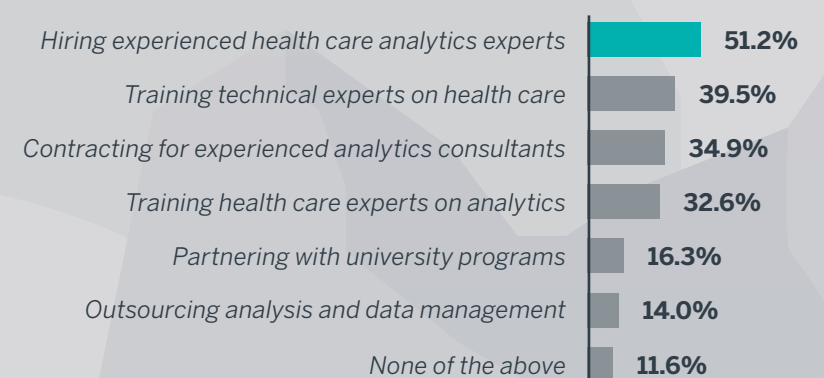 Hiring experienced health care analytics experts 51.2%
Training technical experts on health care 39.5%
Contracting for experienced analytics consultants 34.9%
Training health care experts on analytics 32.6%
Partnering with university programs 16.3%
Outsourcing analysis and data management 14.0%
None of the above 11.6%